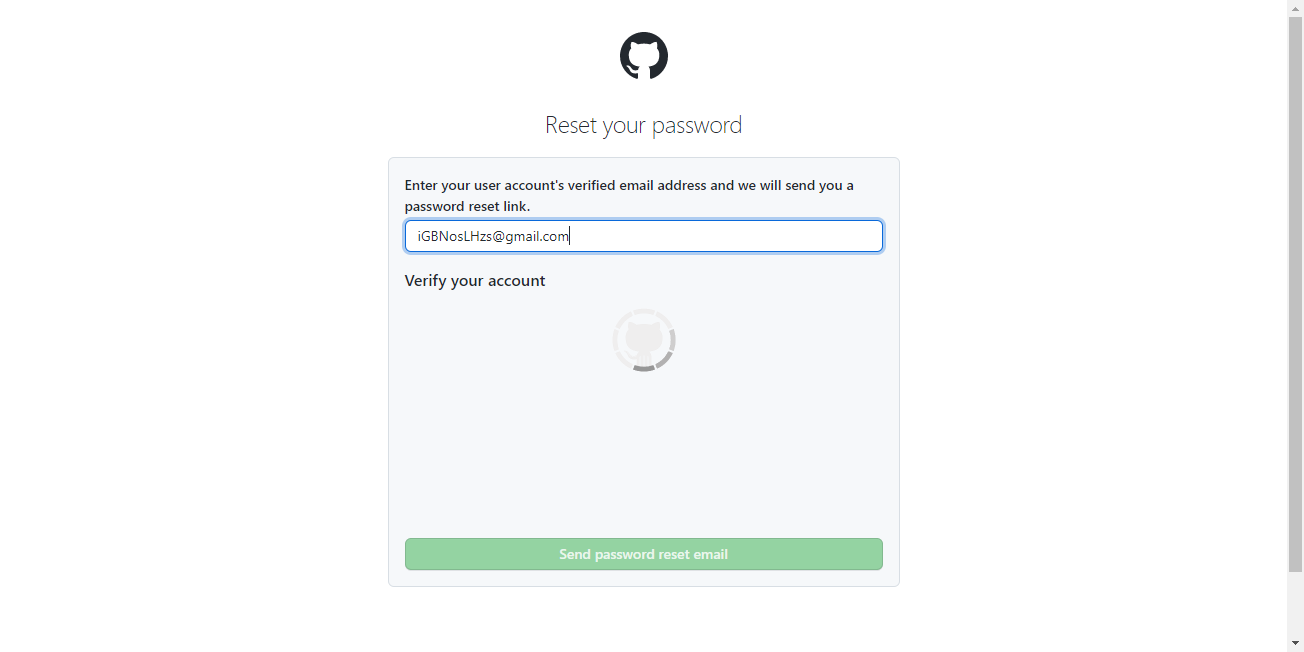 Reset your password
Enter your user account's verified email address and we will send you a
password reset link.
iGBNosLHzs@gmail.com
Verify your account
Send password reset email